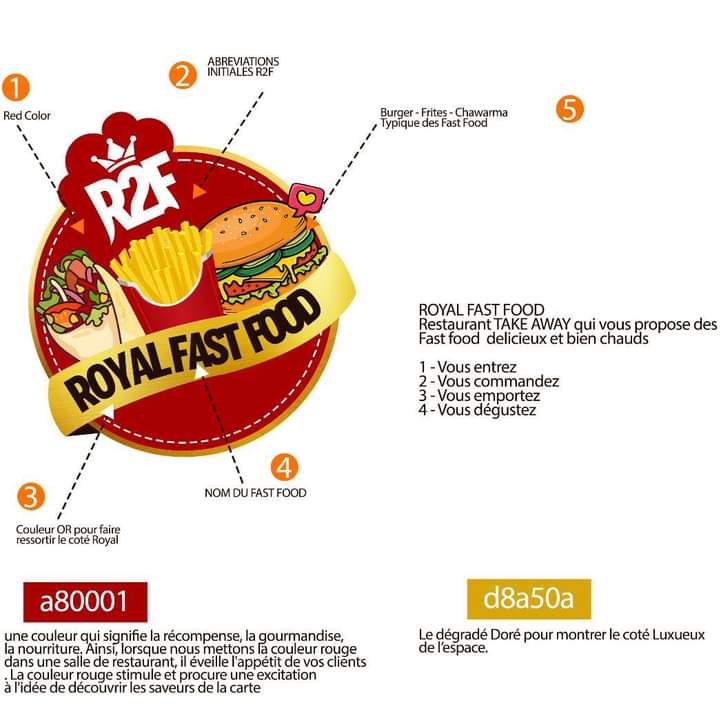 1
Red Color
2
ABREVIATIONS
INITIALES R2F
Burger - Frites - Chawarma
Typique des Fast Food
5
R2F
ROYAL FAST FOOD
ROYAL FAST FOOD
Restaurant TAKE AWAY qui vous propose des
Fast food delicieux et bien chauds
1 - Vous entrez
2 - Vous commandez
3 - Vous emportez
4 - Vous dégustez
3
Couleur OR pour faire
ressortir le coté Royal
4
NOM DU FAST FOOD
a80001
une couleur qui signifie la récompense, la gourmandise,
la nourriture. Ainsi, lorsque nous mettons la couleur rouge
dans une salle de restaurant, il éveille l'appétit de vos clients
. La couleur rouge stimule et procure une excitation
à l'idée de découvrir les saveurs de la carte
d8a50a
Le dégradé Doré pour montrer le coté Luxueux
de l'espace.